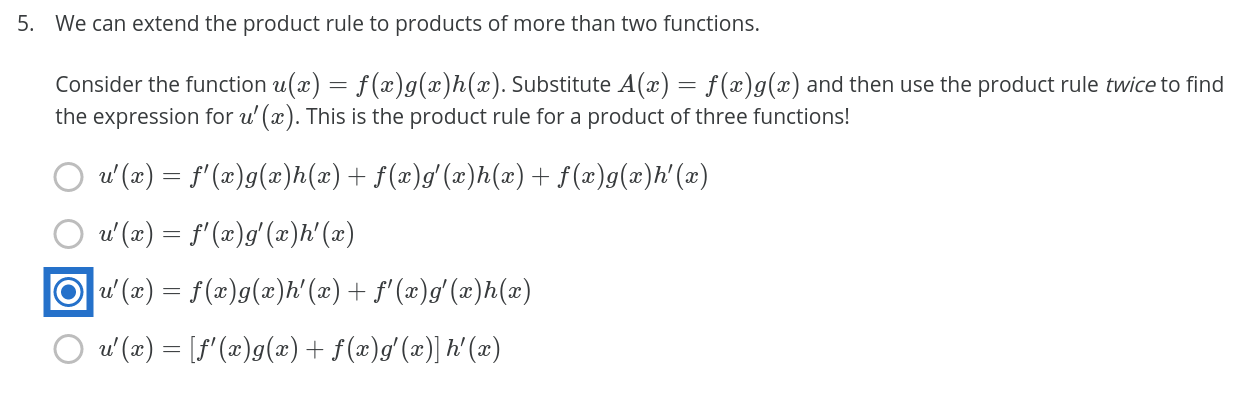 5. We can extend the product rule to products of more than two functions.
Consider the function u(x) = f(x)g(x)h(x). Substitute A(x) = f(x)g(x) and then use the product rule twice to find
the expression for u′(x). This is the product rule for a product of three functions!
u′(x) = f′(x)g(x)h(x) + f(x)g′(x)h(x) + f(x)g(x)h′(x)
u′(x) = f′(x)g′(x)h′(x)
u′(x) = f(x)g(x)h′(x) + f′(x)g′(x)h(x)
u′(x) = [f′(x)g(x) + f(x)g′(x)] h′(x)